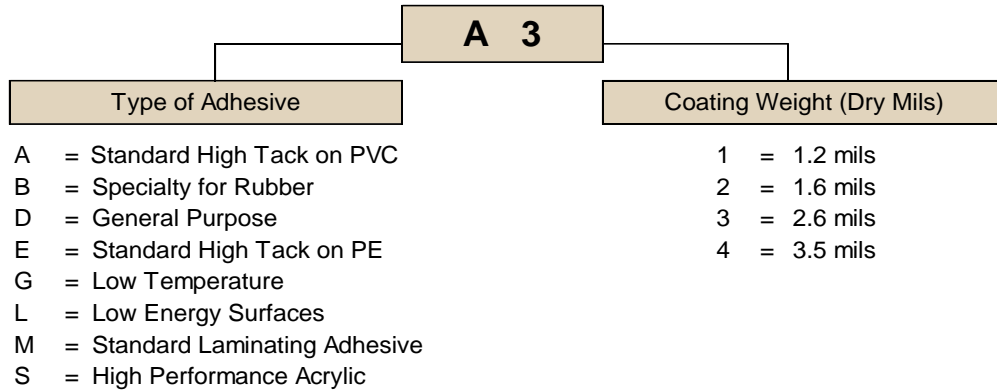 A 3
Type of Adhesive
A = Standard High Tack on PVC
B = Specialty for Rubber
D = General Purpose
E = Standard High Tack on PE
G = Low Temperature
L = Low Energy Surfaces
M = Standard Laminating Adhesive
S = High Performance Acrylic
Coating Weight (Dry Mils)
1 = 1.2 mils
2 = 1.6 mils
3 = 2.6 mils
4 = 3.5 mils